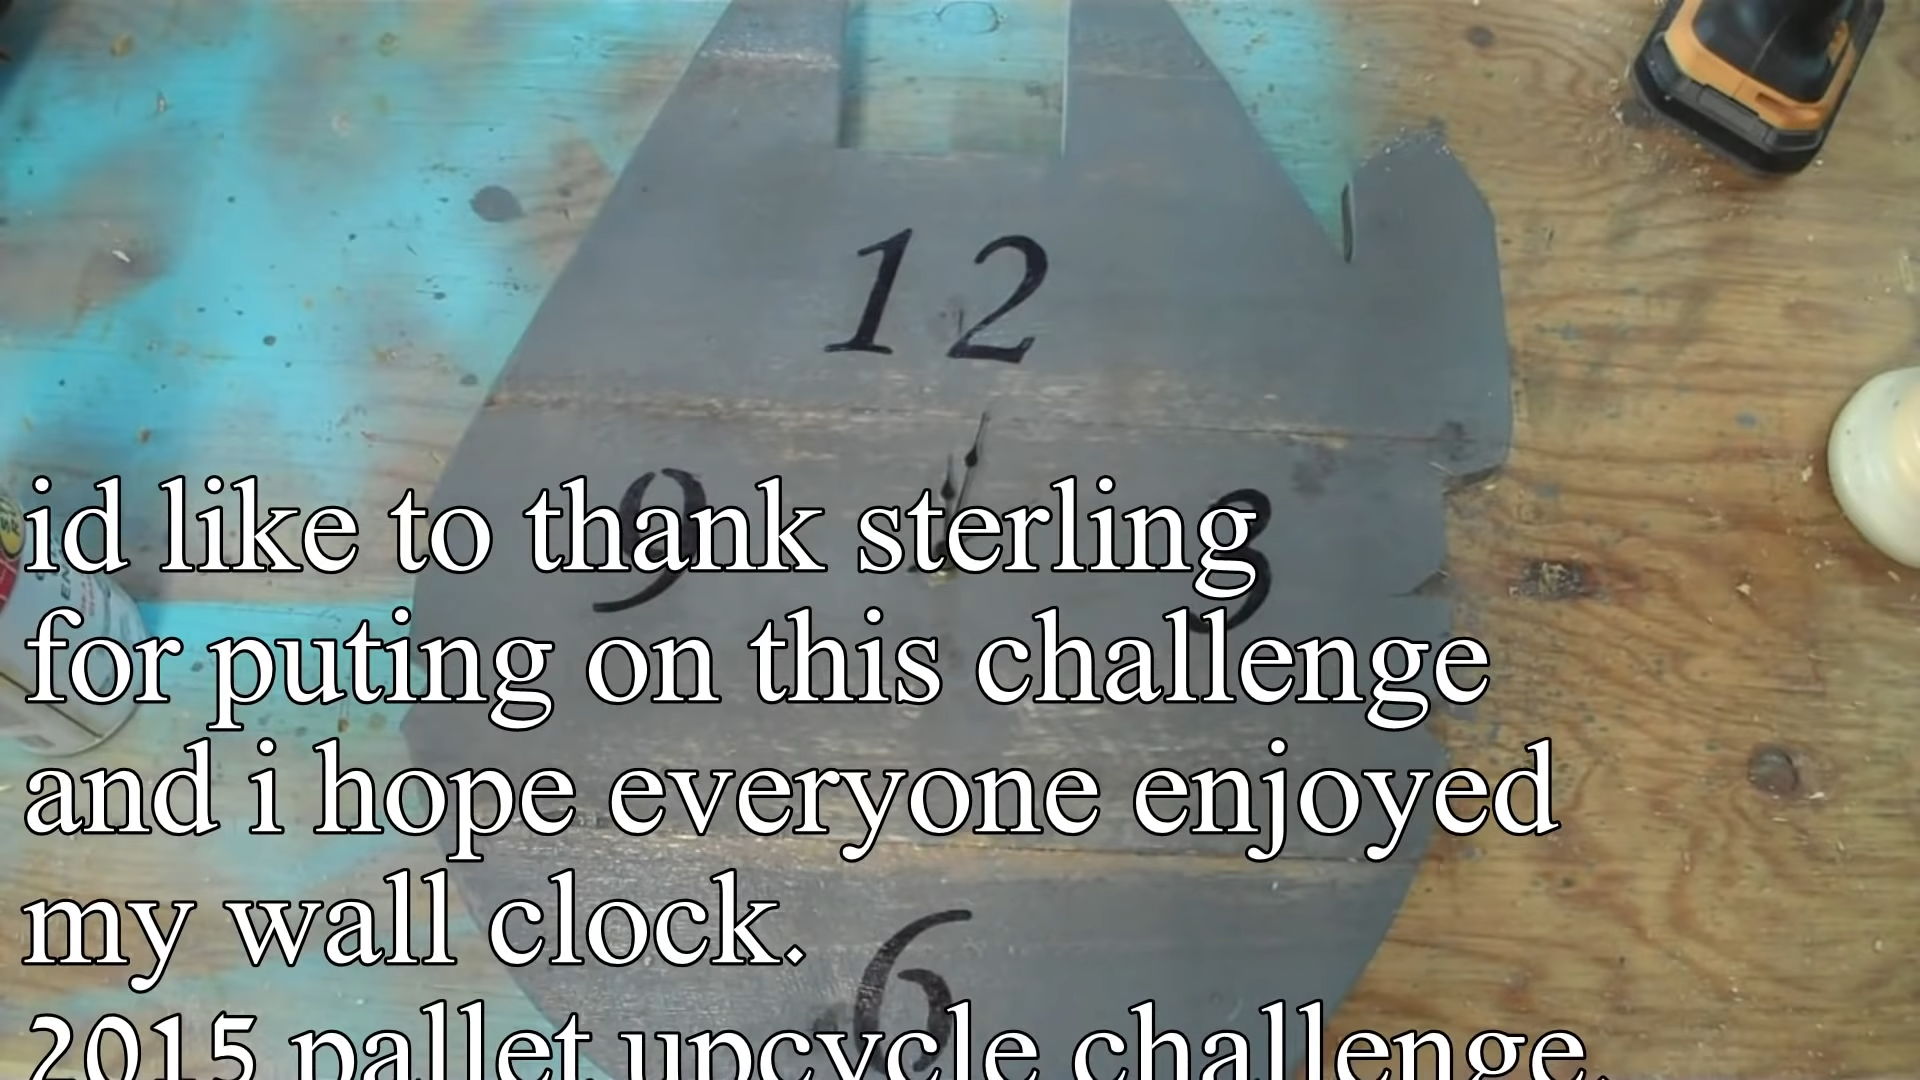 12
9
3
id like to thank sterling
for puting on this challenge
and i hope everyone enjoyed
my wall clock.
6
2015 pallet upcycle challenge.